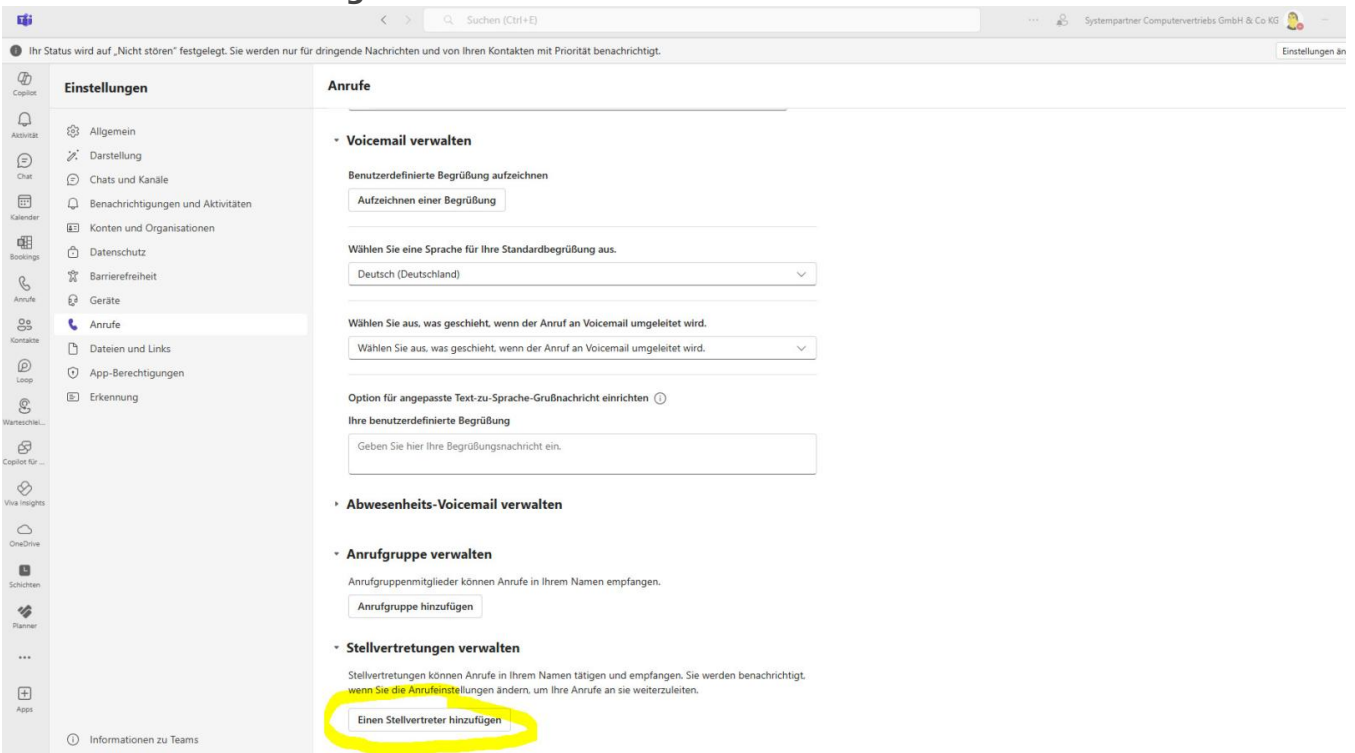 Suchen (Ctrl+E)
Systempartner Computervertriebs GmbH & Co KG
Ihr Status wird auf „Nicht stören“ festgelegt. Sie werden nur für dringende Nachrichten und von Ihren Kontakten mit Priorität benachrichtigt.
Einstellungen än
Copilot
Aktivität
Chat
Kalender
Bookings
Anrufe
Kontakte
Loop
Warteschlei...
Copilot für ...
Viva Insights
OneDrive
Schichten
Planner
...
Apps
Einstellungen
Allgemein
Darstellung
Chats und Kanäle
Benachrichtigungen und Aktivitäten
Konten und Organisationen
Datenschutz
Barrierefreiheit
Geräte
Anrufe
Dateien und Links
App-Berechtigungen
Erkennung
Informationen zu Teams
Anrufe
Voicemail verwalten
Benutzerdefinierte Begrüßung aufzeichnen
Aufzeichnen einer Begrüßung
Wählen Sie eine Sprache für Ihre Standardbegrüßung aus.
Deutsch (Deutschland)
Wählen Sie aus, was geschieht, wenn der Anruf an Voicemail umgeleitet wird.
Wählen Sie aus, was geschieht, wenn der Anruf an Voicemail umgeleitet wird.
Option für angepasste Text-zu-Sprache-Grußnachricht einrichten
Ihre benutzerdefinierte Begrüßung
Geben Sie hier Ihre Begrüßungsnachricht ein.
Abwesenheits-Voicemail verwalten
Anrufgruppe verwalten
Anrufgruppenmitglieder können Anrufe in Ihrem Namen empfangen.
Anrufgruppe hinzufügen
Stellvertretungen verwalten
Stellvertretungen können Anrufe in Ihrem Namen tätigen und empfangen. Sie werden benachrichtigt,
wenn Sie die Anrufeinstellungen ändern, um Ihre Anrufe an sie weiterzuleiten.
Einen Stellvertreter hinzufügen